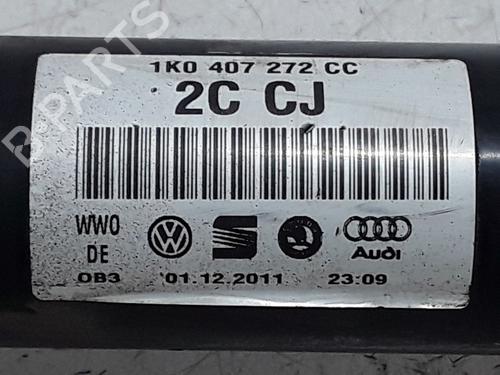 1K0 407 272 CC
2C CJ
WWO
DE
Audi
OB3 01.12.2011 23:09
B PARTS